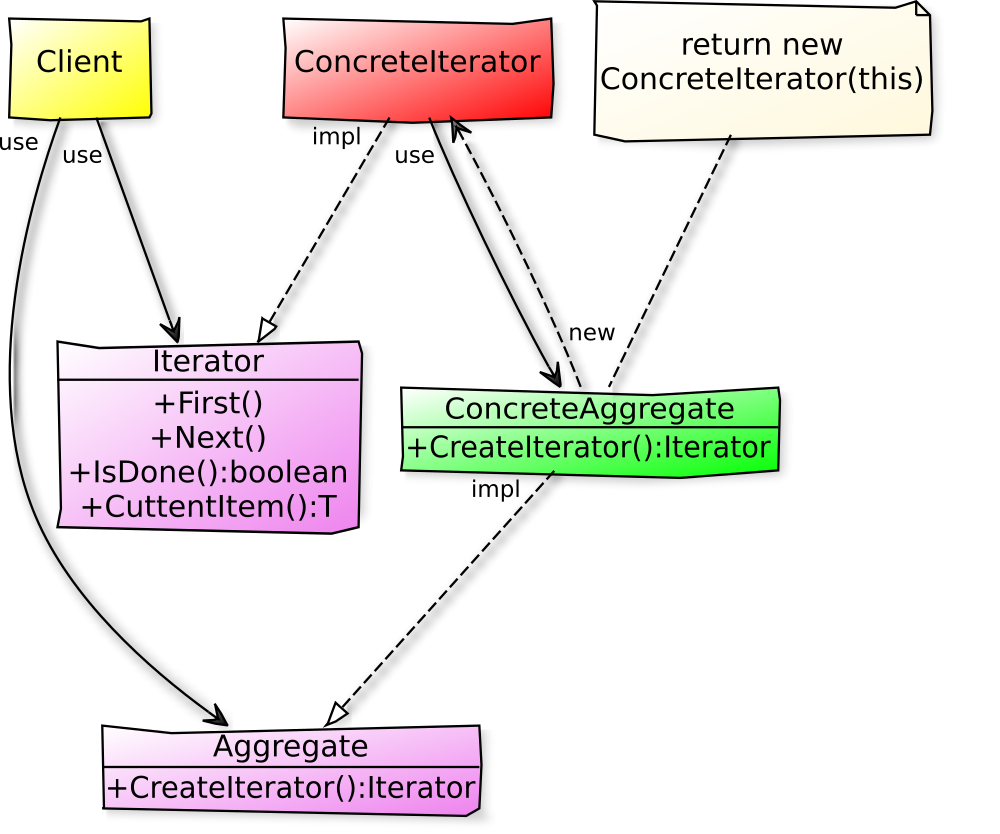 Client
ConcreteIterator
return new
ConcreteIterator(this)
use
use
impl
use
new
Iterator
+First()
+Next()
+IsDone():boolean
+CuttentItem():T
ConcreteAggregate
+CreateIterator():Iterator
impl
Aggregate
+CreateIterator():Iterator